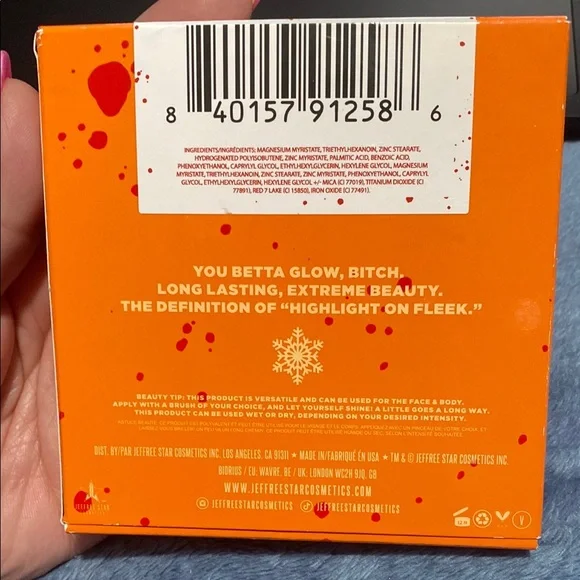 8 40157 91258 6
INGREDIENTS/INGRÉDIENTS: MAGNESIUM MYRISTATE, TRIETHYLHEXANOIN, ZINC STEARATE,
HYDROGENATED POLYISOBUTENE, ZINC MYRISTATE, PALMITIC ACID, BENZOIC ACID,
PHENOXYETHANOL, CAPRYLYL GLYCOL, ETHYLHEXYLGLYCERIN, HEXYLENE GLYCOL, MAGNESIUM
MYRISTATE, TRIETHYLHEXANOIN, ZINC STEARATE, ZINC MYRISTATE, PHENOXYETHANOL, CAPRYLYL
GLYCOL, ETHYLHEXYLGLYCERIN, HEXYLENE GLYCOL +/- MICA (CI 77019), TITANIUM DIOXIDE (CI
77891), RED 7 LAKE (CI 15850), IRON OXIDE (CI 77491).
YOU BETTA GLOW, BITCH.
LONG LASTING, EXTREME BEAUTY.
THE DEFINITION OF “HIGHLIGHT ON FLEEK.”
BEAUTY TIP: THIS PRODUCT IS VERSATILE AND CAN BE USED FOR THE FACE & BODY.
APPLY WITH A BRUSH OF YOUR CHOICE, AND LET YOURSELF SHINE! A LITTLE GOES A LONG WAY.
THIS PRODUCT CAN BE USED WET OR DRY, DEPENDING ON YOUR DESIRED INTENSITY.
DIST. BY/PAR JEFFREE STAR COSMETICS INC. LOS ANGELES, CA 91311 ★ MADE IN/FABRIQUÉ EN USA ★ TM & © JEFFREE STAR COSMETICS INC.
BIORIUS / EU: WAVRE, BE / UK: LONDON WC2H 9JQ, GB
WWW.JEFFREESTARCOSMETICS.COM
JEFFREESTARCOSMETICS JEFFREESTARCOSMETICS
JEFFREE STAR